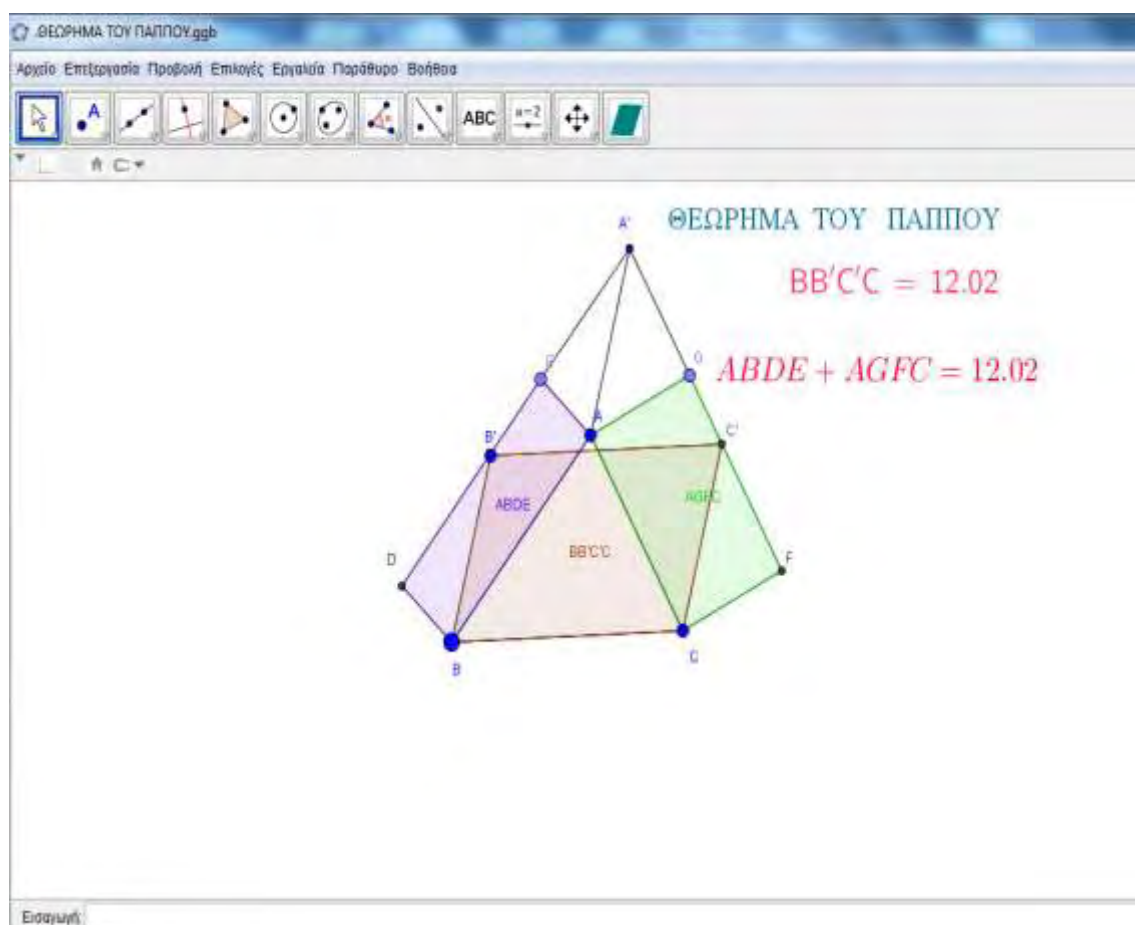 ΘΕΩΡΗΜΑ ΤΟΥ ΠΑΠΠΟΥ.ggb
Αρχείο Επεξεργασία Προβολή Επιλογές Εργαλεία Παράθυρο Βοήθεια
A ABC a=2
A'
ΘΕΩΡΗΜΑ ΤΟΥ ΠΑΠΠΟΥ
BB'C'C = 12.02
G
ABDE + AGFC = 12.02
A
B' C'
ABDE AGFC
BB'C'C
D F
B C
Εισαγωγή: